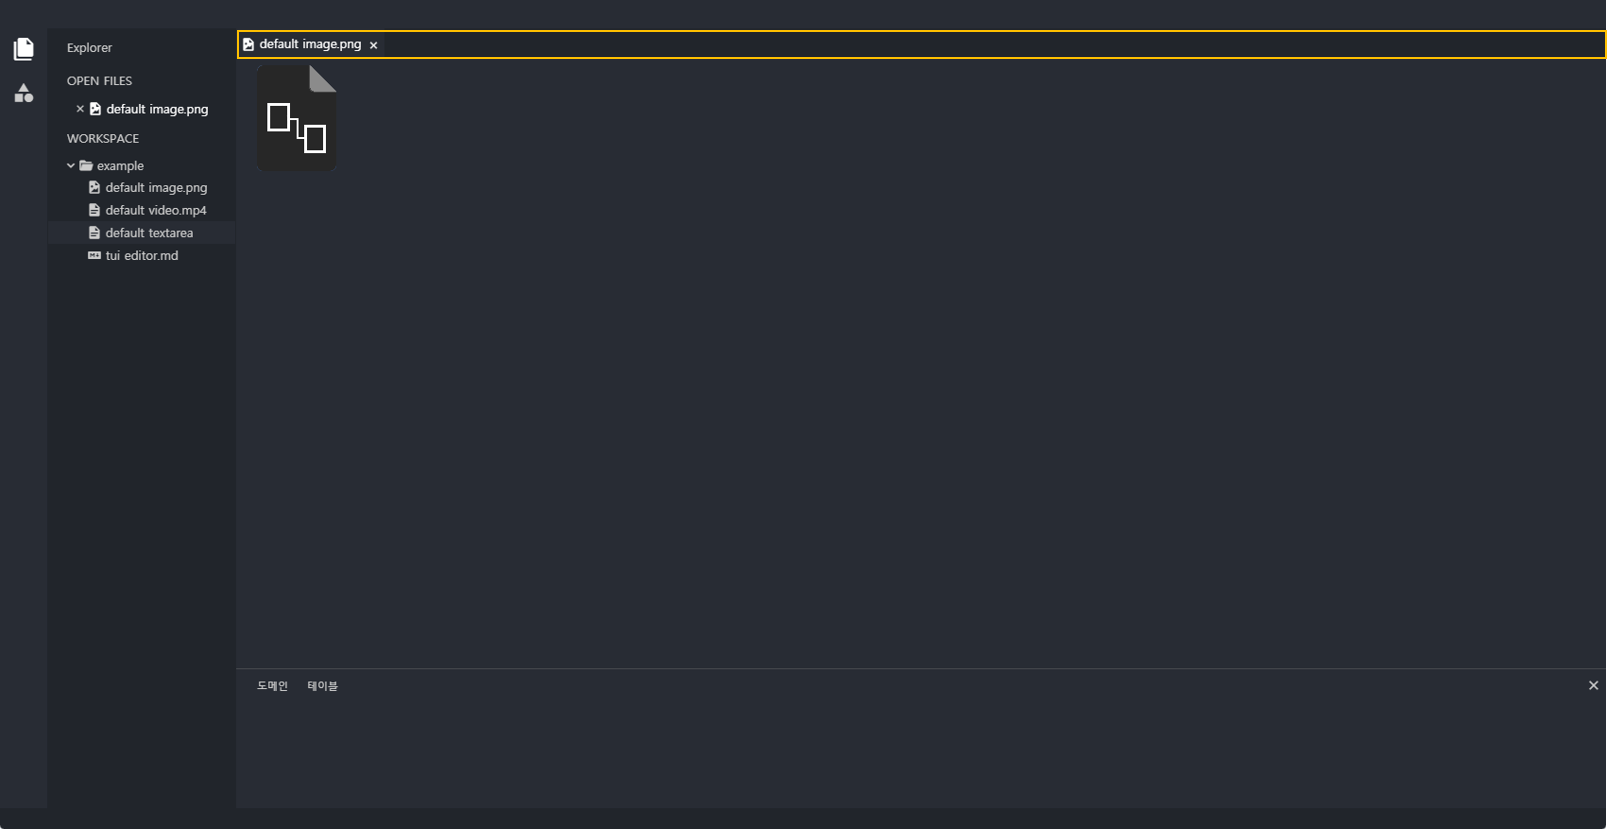 Explorer
OPEN FILES
default image.png
WORKSPACE
example
default image.png
default video.mp4
default textarea
tui editor.md
default image.png
도메인 테이블